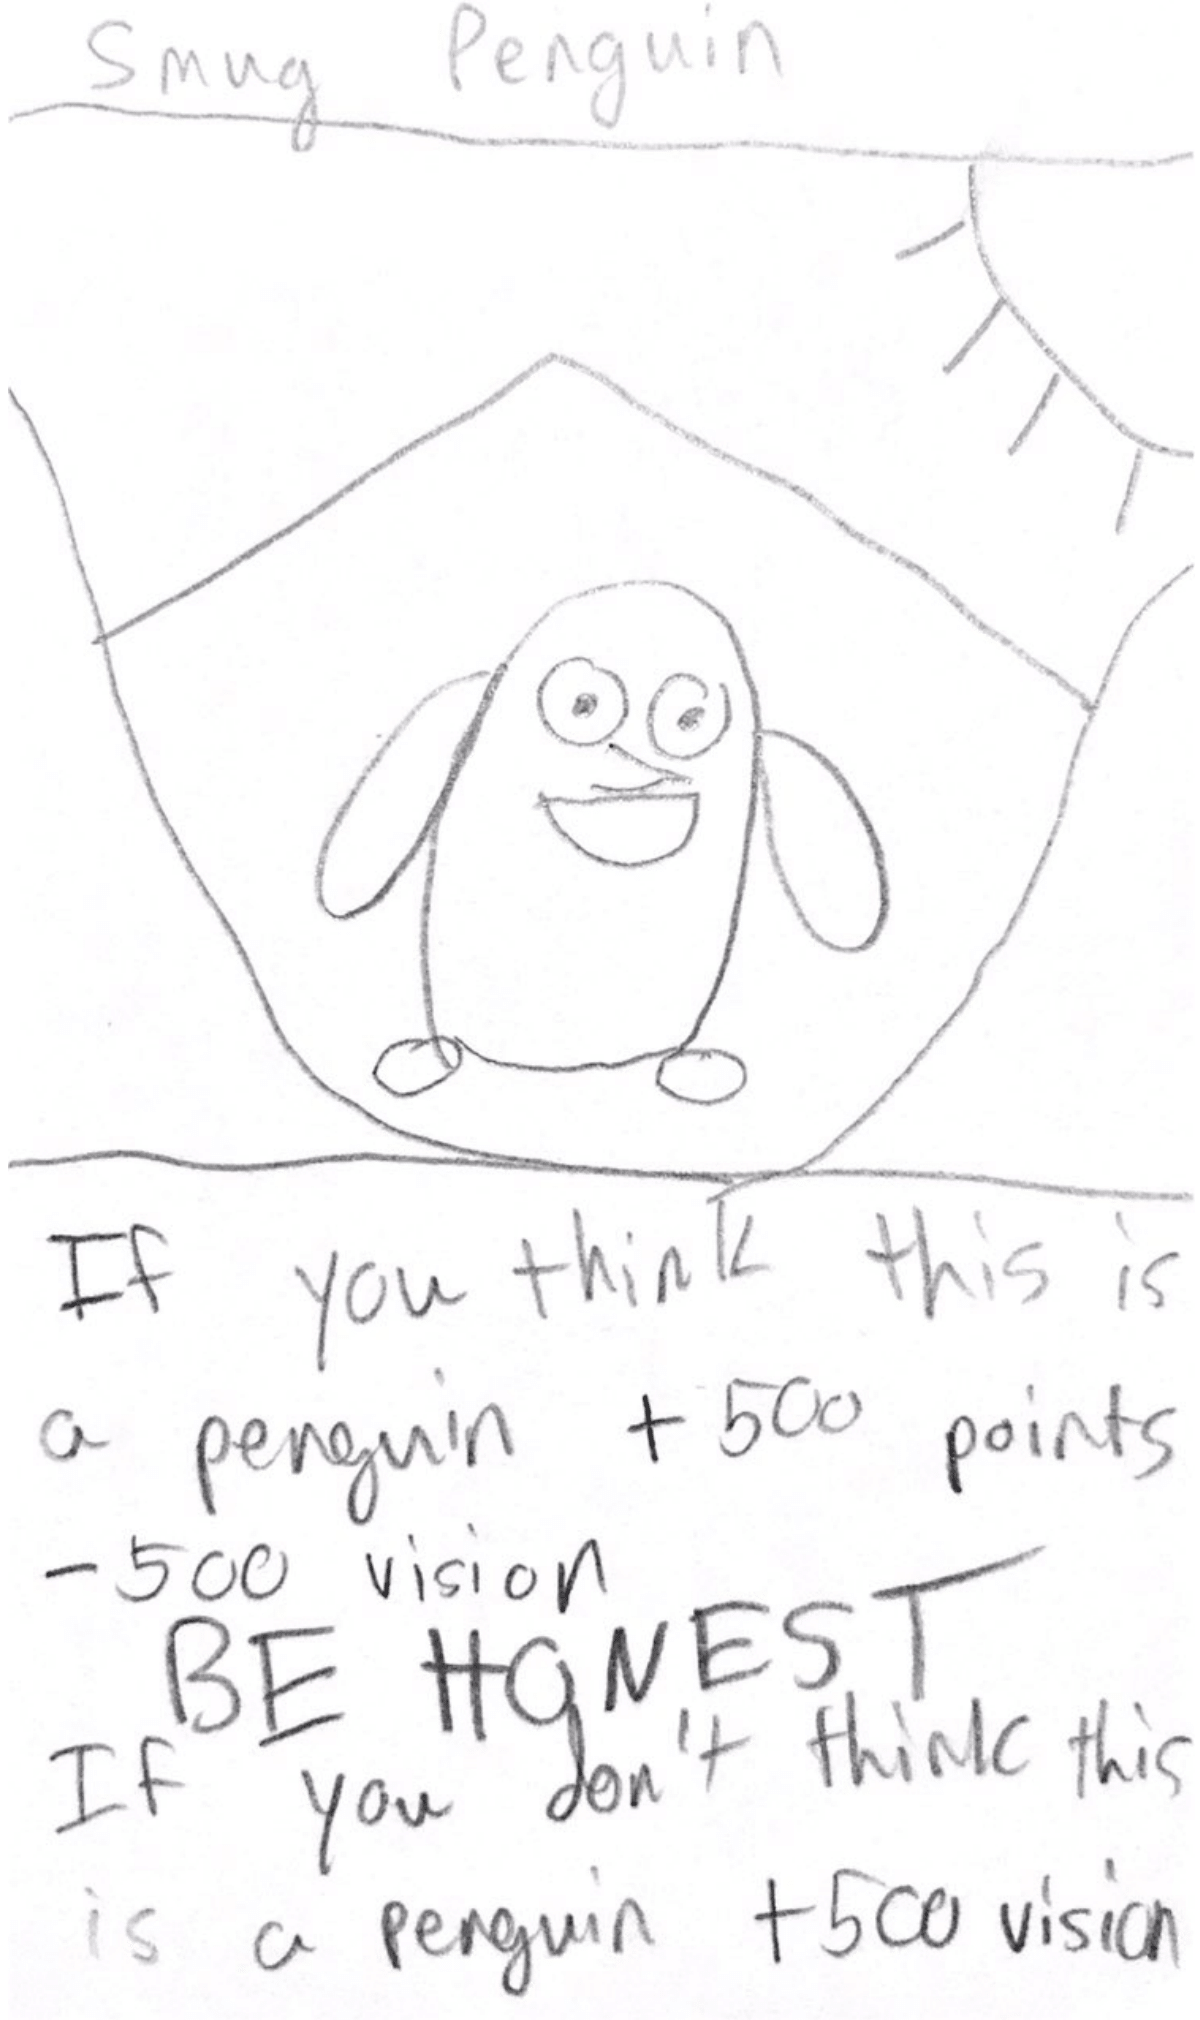 Smug Penguin
If you think this is
a penguin +500 points
-500 vision
BE HONEST
If you don't think this
is a penguin +500 vision